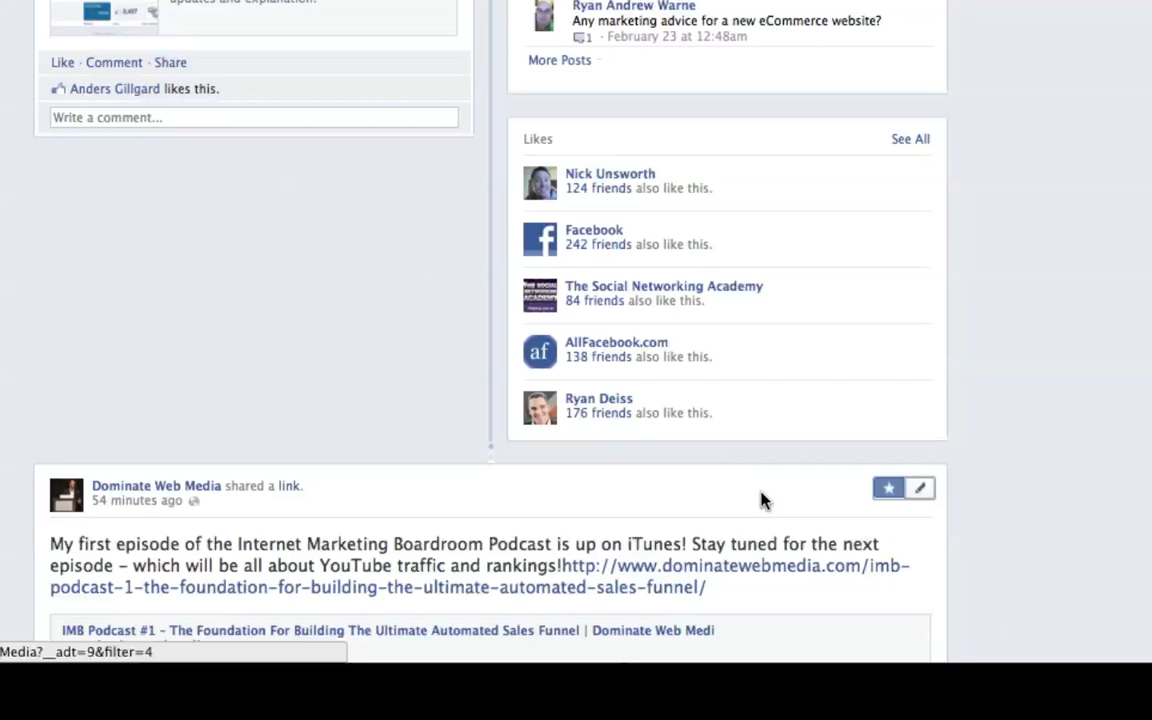 updates and explanation.
Like · Comment · Share
Anders Gillgard likes this.
Write a comment...
Ryan Andrew Warne
Any marketing advice for a new eCommerce website?
1 · February 23 at 12:48am
More Posts
Likes
See All
Nick Unsworth
124 friends also like this.
Facebook
242 friends also like this.
The Social Networking Academy
84 friends also like this.
af
AllFacebook.com
138 friends also like this.
Ryan Deiss
176 friends also like this.
Dominate Web Media shared a link.
54 minutes ago
My first episode of the Internet Marketing Boardroom Podcast is up on iTunes! Stay tuned for the next
episode – which will be all about YouTube traffic and rankings!http://www.dominatewebmedia.com/imb-
podcast-1-the-foundation-for-building-the-ultimate-automated-sales-funnel/
IMB Podcast #1 – The Foundation For Building The Ultimate Automated Sales Funnel | Dominate Web Medi
Media?__adt=9&filter=4